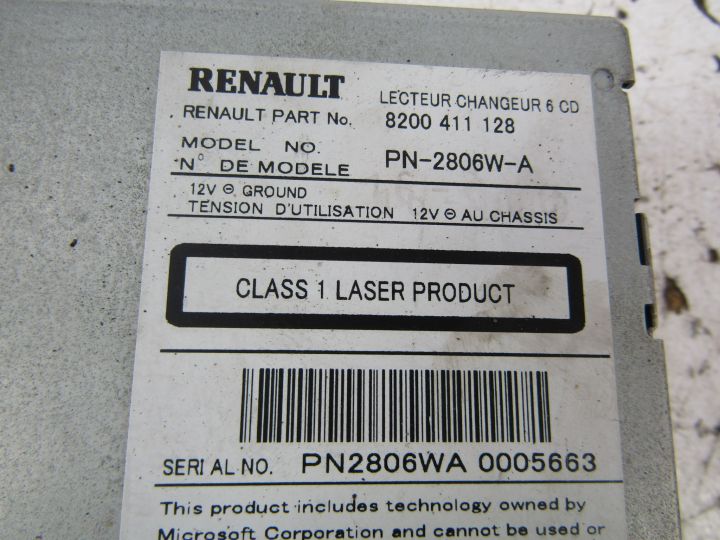 RENAULT LECTEUR CHANGEUR 6 CD
RENAULT PART No. 8200 411 128
MODEL NO.
N° DE MODELE PN-2806W-A
12V ⊖ GROUND
TENSION D'UTILISATION 12V ⊖ AU CHASSIS
CLASS 1 LASER PRODUCT
SERIAL NO. PN2806WA 0005663
This product includes technology owned by
Microsoft Corporation and cannot be used or